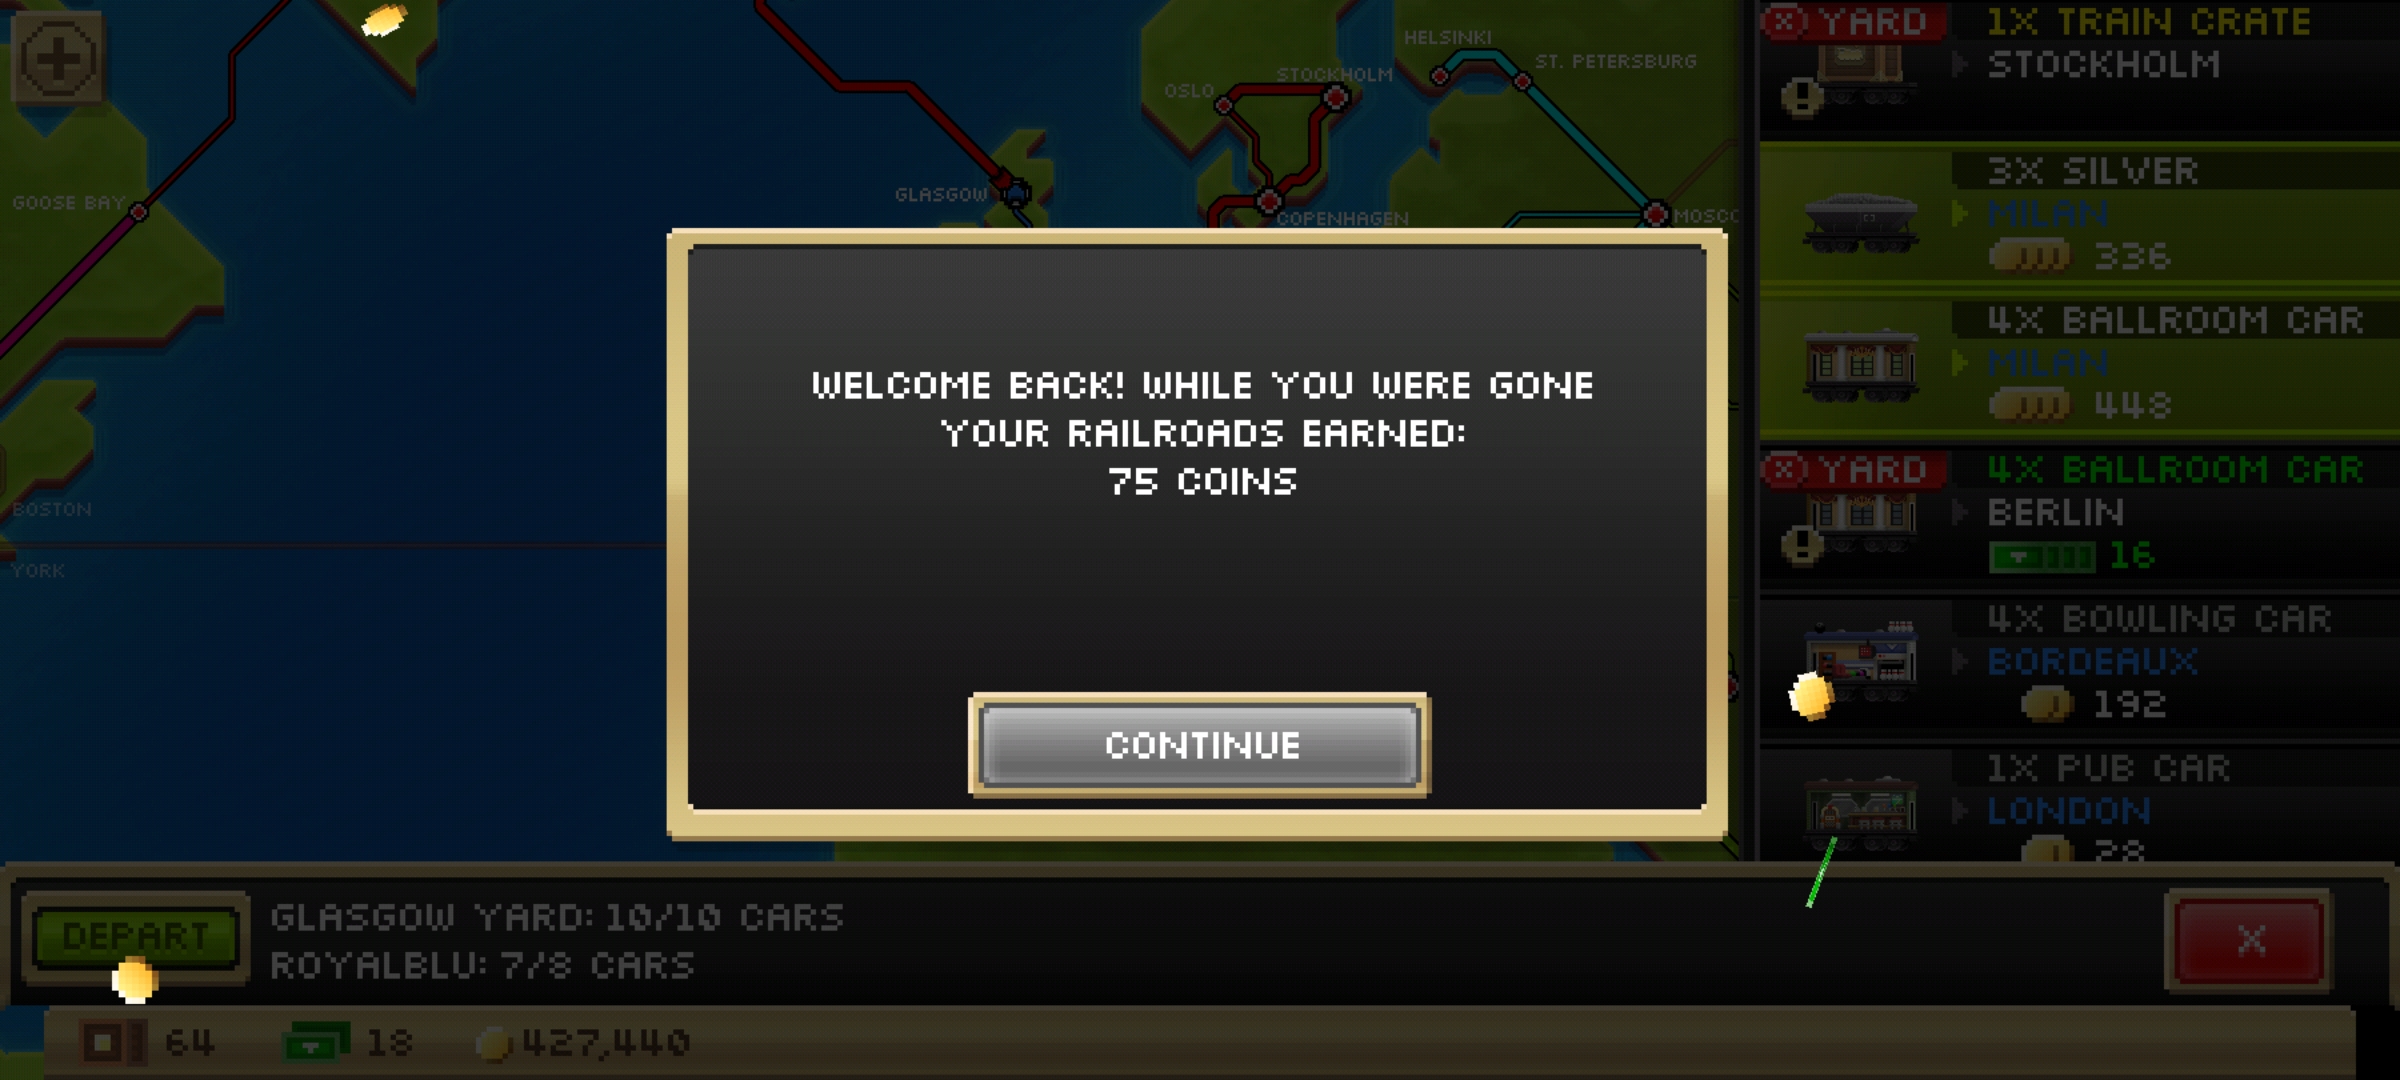 HELSINKI
ST. PETERSBURG
STOCKHOLM
OSLO
GLASGOW
COPENHAGEN
GOOSE BAY
BOSTON
YORK
WELCOME BACK! WHILE YOU WERE GONE
YOUR RAILROADS EARNED:
75 COINS
CONTINUE
YARD
1X TRAIN CRATE
STOCKHOLM
3X SILVER
MILAN
336
4X BALLROOM CAR
MILAN
448
YARD
4X BALLROOM CAR
BERLIN
16
4X BOWLING CAR
BORDEAUX
192
1X PUB CAR
LONDON
28
DEPART
GLASGOW YARD: 10/10 CARS
ROYALBLU: 7/8 CARS
X
64
18
427,440